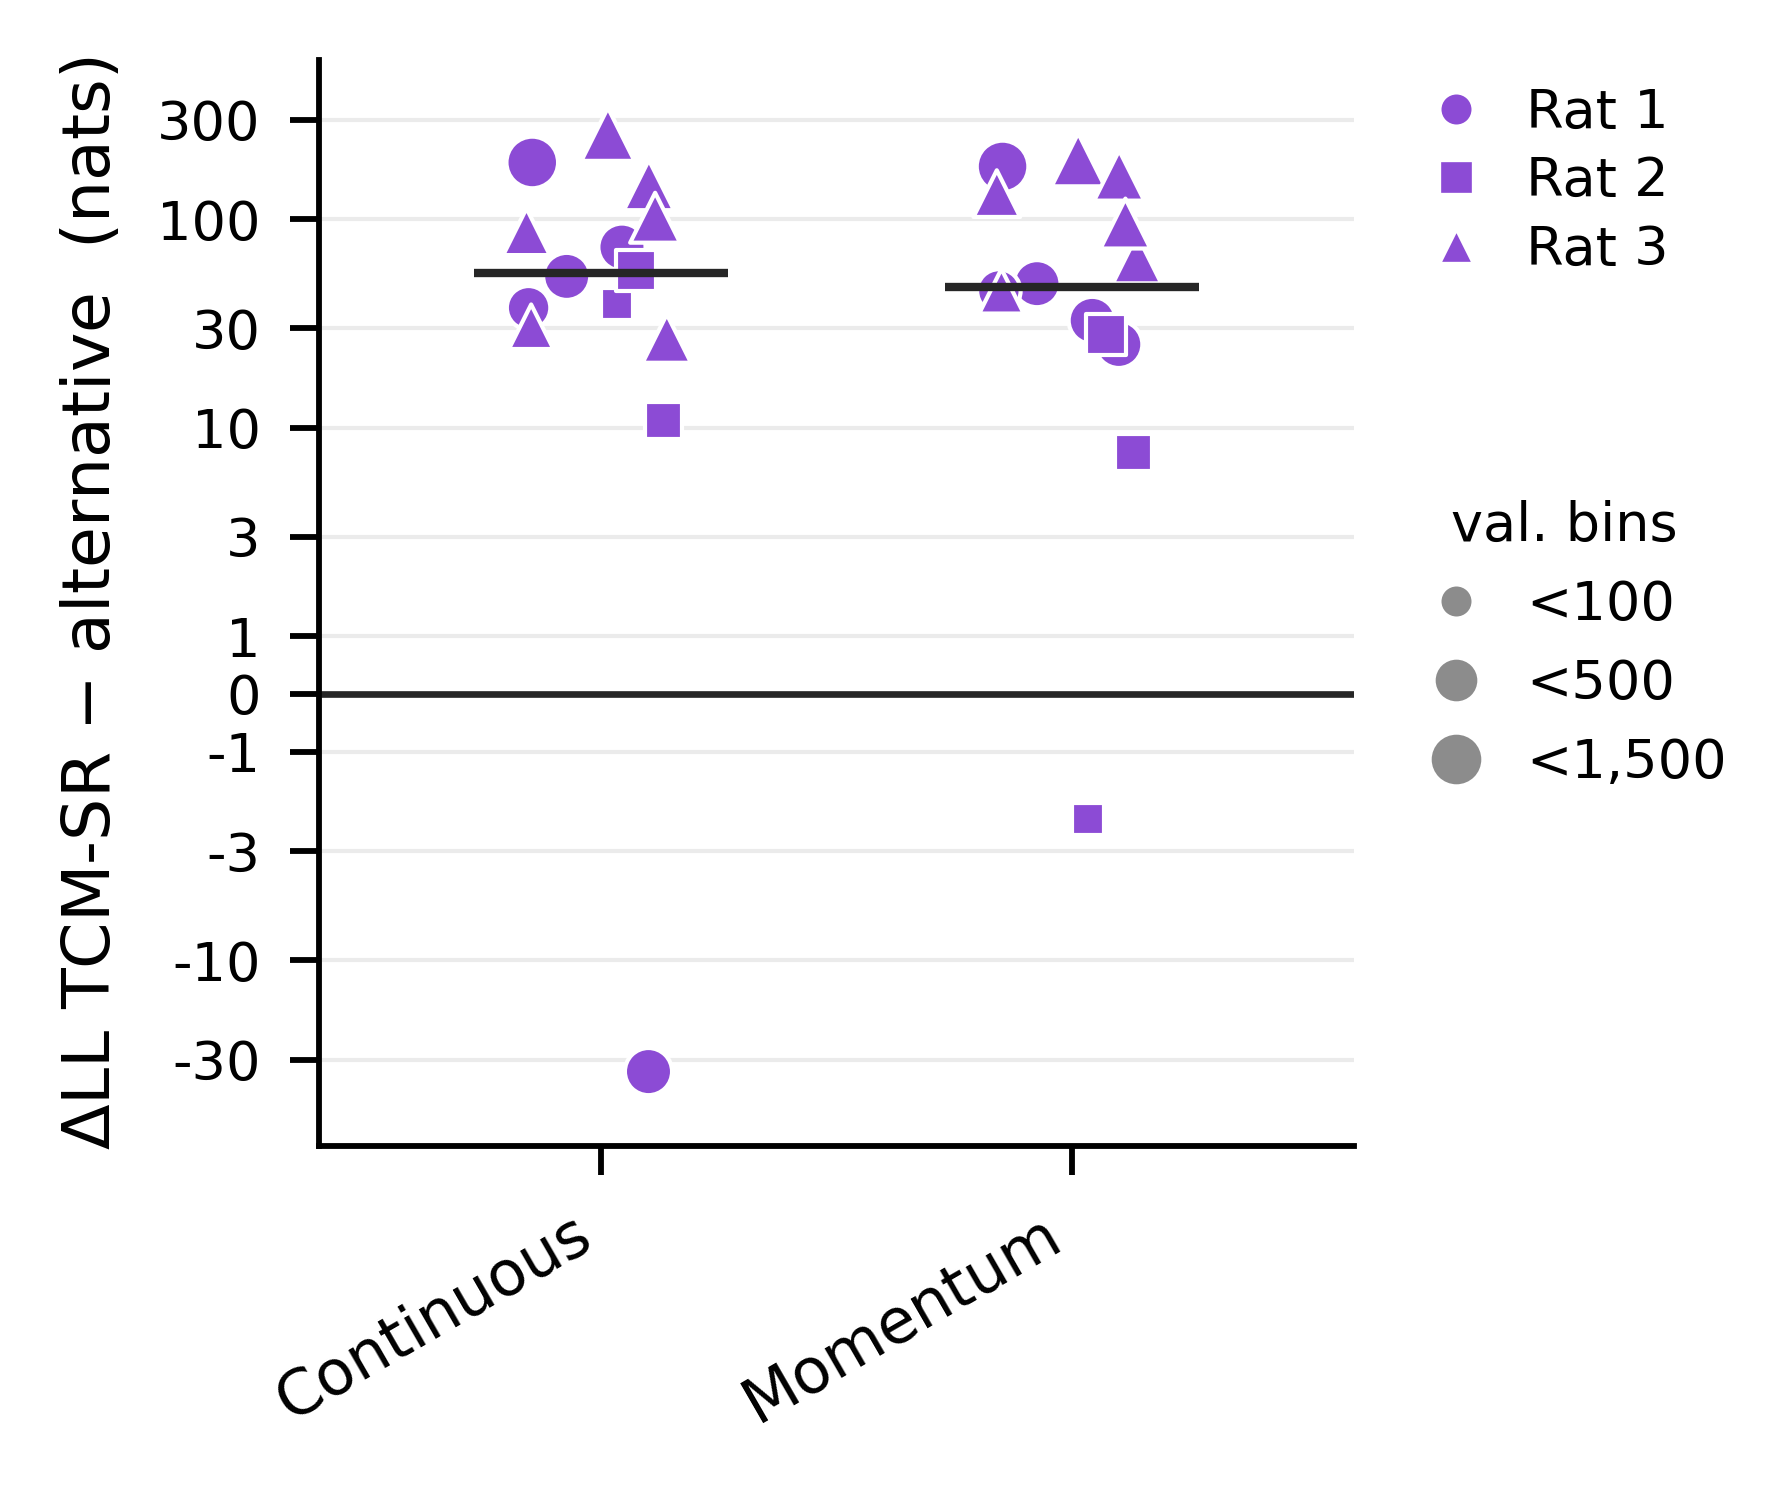 ΔLL TCM-SR − alternative (nats)
300
100
30
10
3
1
0
-1
-3
-10
-30
Continuous
Momentum
Rat 1
Rat 2
Rat 3
val. bins
<100
<500
<1,500